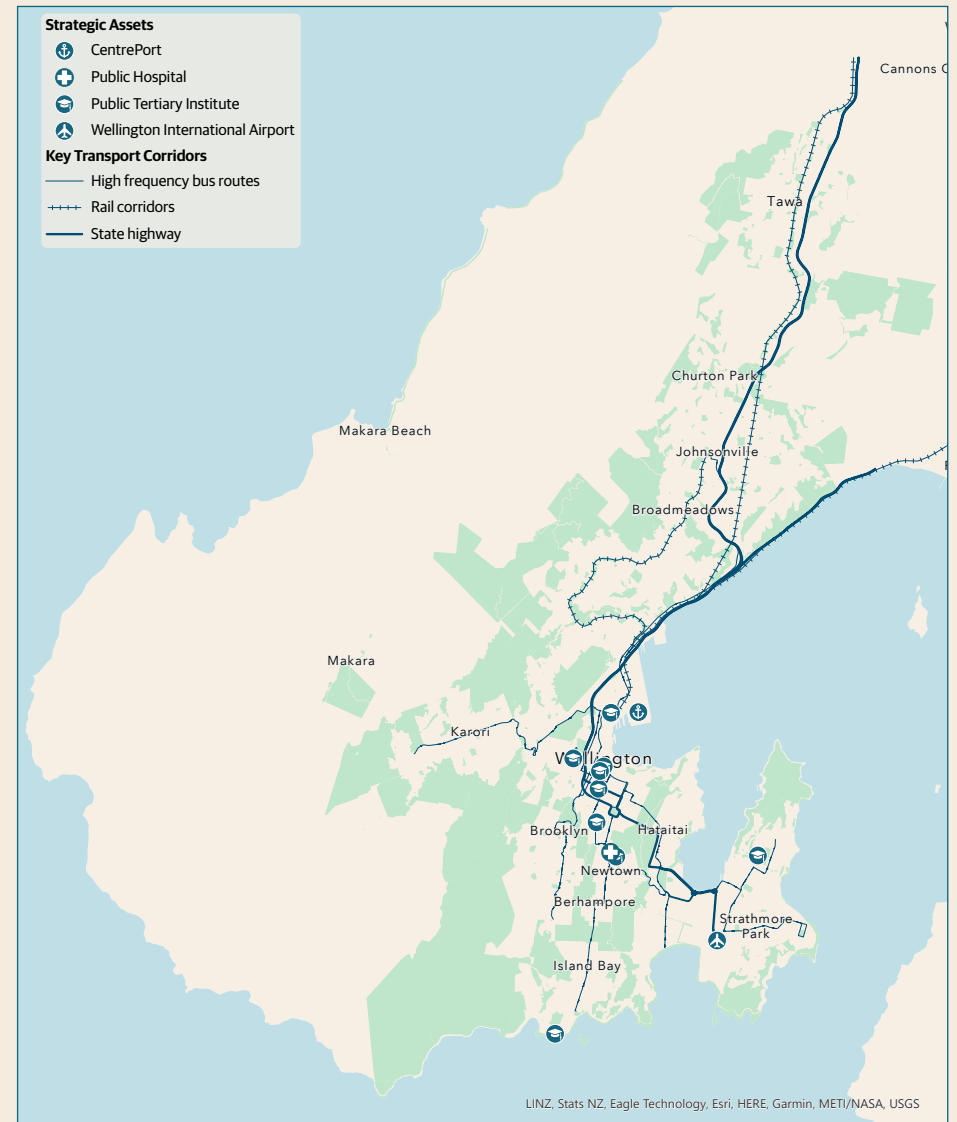 Strategic Assets
CentrePort
Public Hospital
Public Tertiary Institute
Wellington International Airport
Key Transport Corridors
High frequency bus routes
Rail corridors
State highway
Cannons
Tawa
Churton Park
Makara Beach
Johnsonville
Broadmeadows
Makara
Karori
Wellington
Brooklyn
Hataitai
Newtown
Berhampore
Strathmore
Park
Island Bay
LINZ, Stats NZ, Eagle Technology, Esri, HERE, Garmin, METI/NASA, USGS